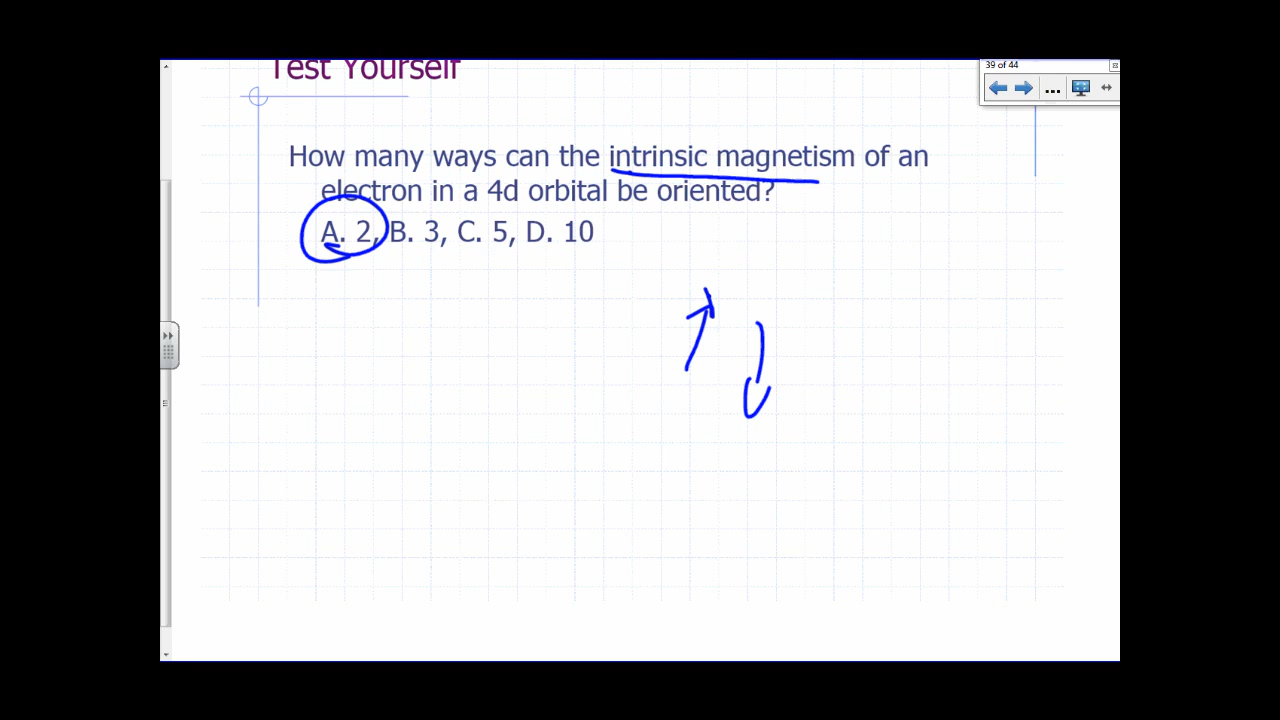 39 of 44
Test Yourself
...
How many ways can the intrinsic magnetism of an
electron in a 4d orbital be oriented?
A. 2, B. 3, C. 5, D. 10